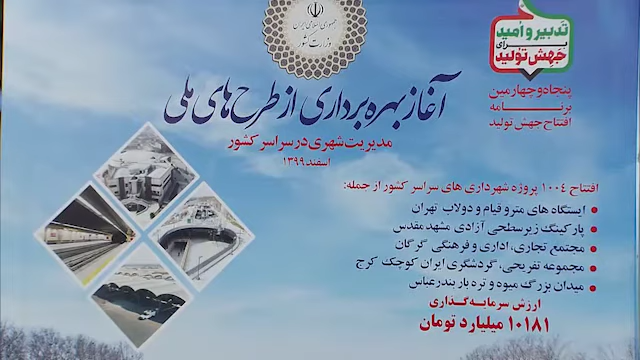 جمهوری اسلامی ایران
وزارت کشور
تدبیر و امید
برای
جهش تولید
پنجاه و چهارمین
برنامه
افتتاح جهش تولید
آغاز بهره‌برداری از طرح‌های ملی
مدیریت شهری در سراسر کشور
اسفند ۱۳۹۹
افتتاح ۱۰۰۴ پروژه شهرداری های سراسر کشور از جمله:
ایستگاه های مترو قیام و دولاب تهران
پارکینگ زیرسطحی آزادی مشهد مقدس
مجتمع تجاری، اداری و فرهنگی گرگان
مجموعه تفریحی، گردشگری ایران کوچک کرج
میدان بزرگ میوه و تره بار بندرعباس
ارزش سرمایه‌گذاری
۱۰۱۸۱ میلیارد تومان